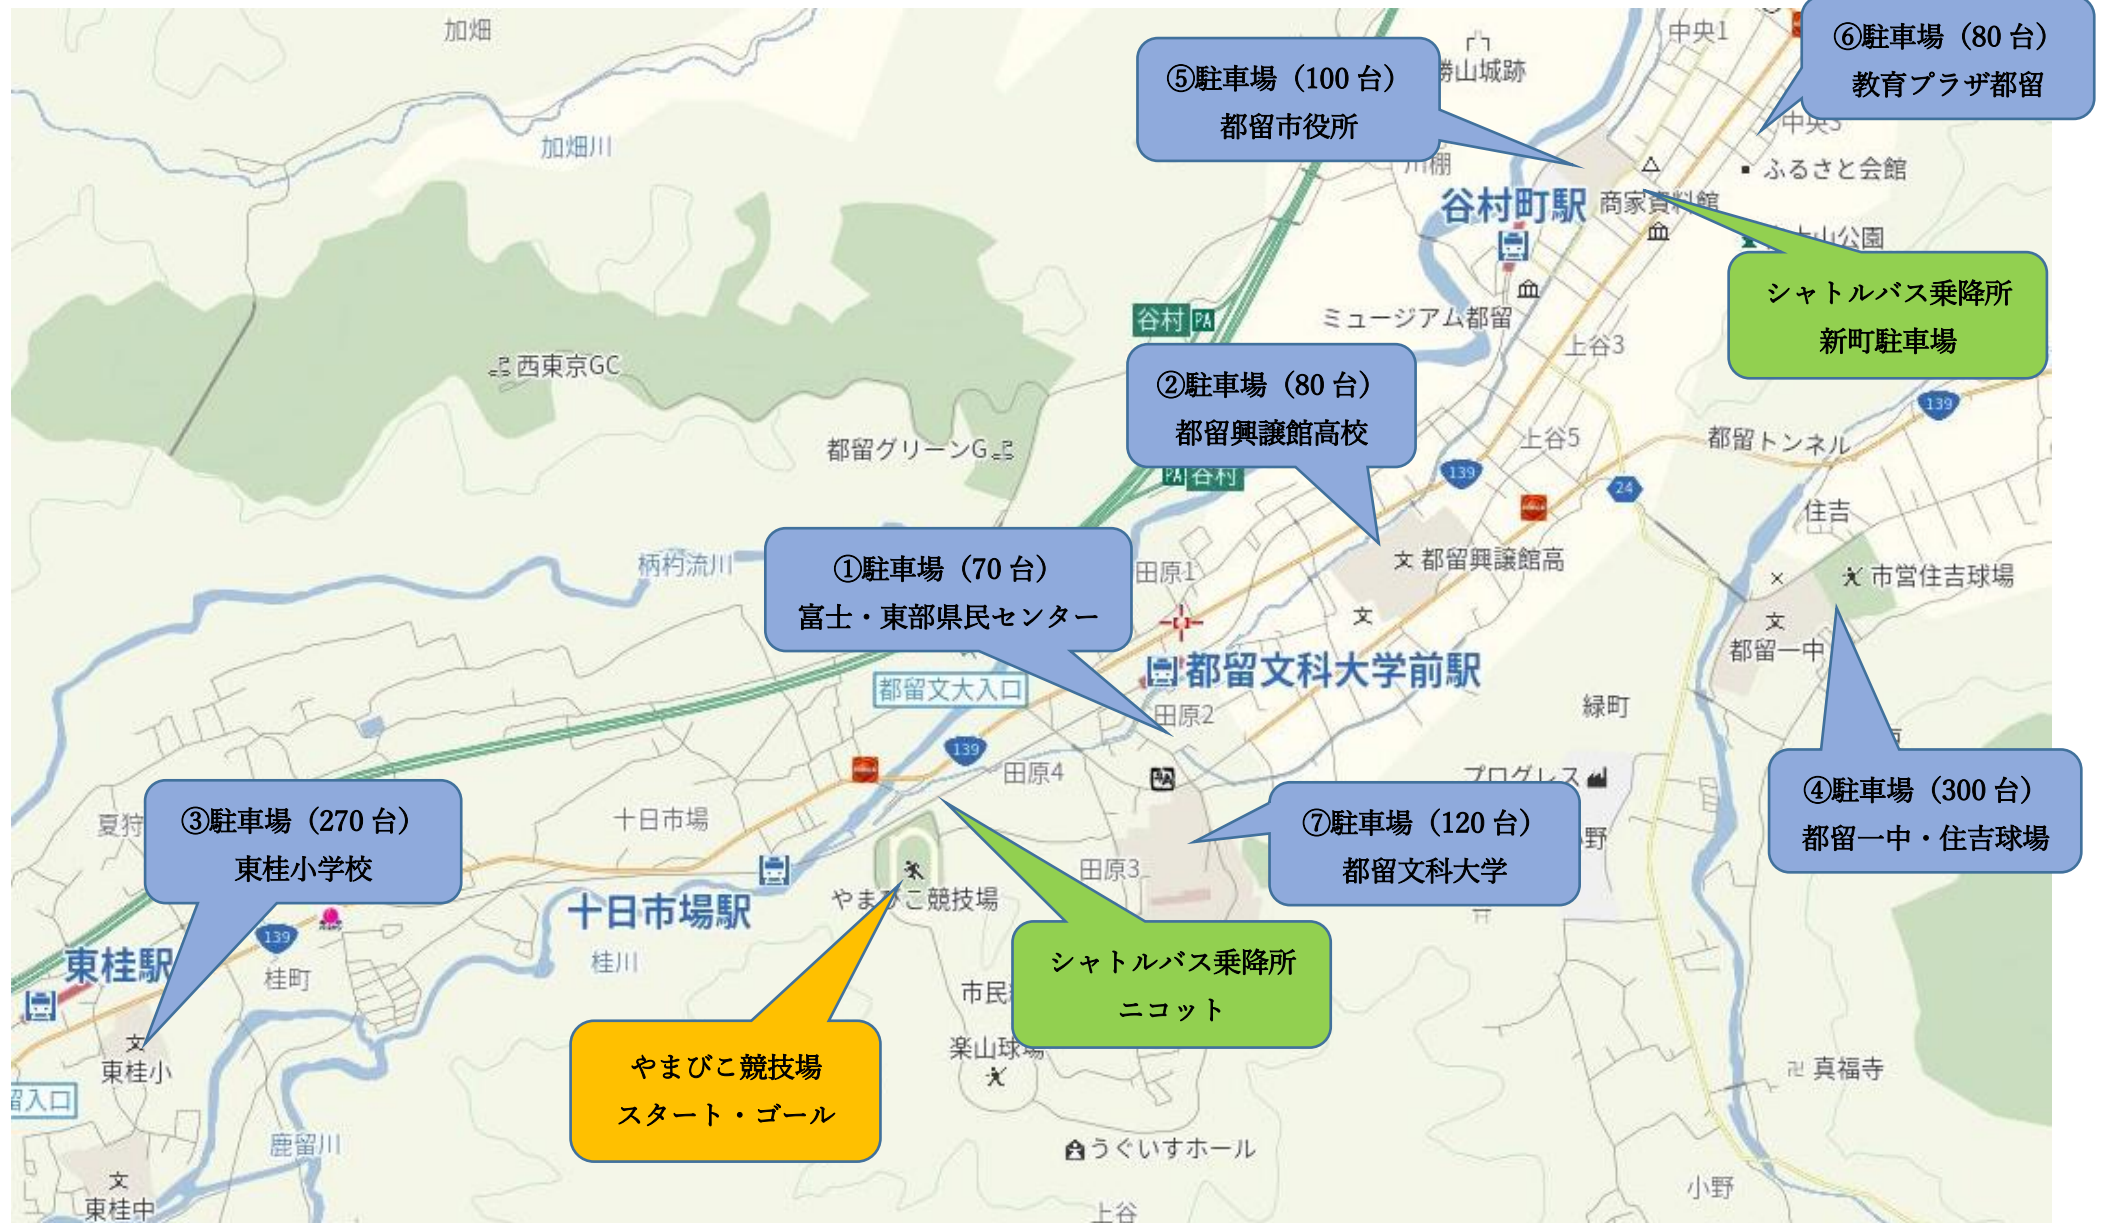 加畑
中央1
⑥駐車場（80台）
教育プラザ都留
⑤駐車場（100台）
都留市役所
勝山城跡
加畑川
川棚
中央3
ふるさと会館
谷村町駅
商家資料館
山公園
シャトルバス乗降所
新町駐車場
谷村 PA
ミュージアム都留
上谷3
西東京GC
②駐車場（80台）
都留興譲館高校
139
都留グリーンG
上谷5
都留トンネル
PA 谷村
139
24
住吉
①駐車場（70台）
富士・東部県民センター
柄杓流川
田原1
都留興譲館高
市営住吉球場
都留一中
都留文科大学前駅
都留文大入口
田原2
緑町
139
田原4
プログレス
③駐車場（270台）
東桂小学校
夏狩
十日市場
⑦駐車場（120台）
都留文科大学
野
④駐車場（300台）
都留一中・住吉球場
田原3
やまびこ競技場
十日市場駅
139
東桂駅
桂川
桂町
シャトルバス乗降所
ニコット
市民
楽山球場
やまびこ競技場
スタート・ゴール
東桂小
真福寺
留入口
鹿留川
うぐいすホール
東桂中
小野
上谷